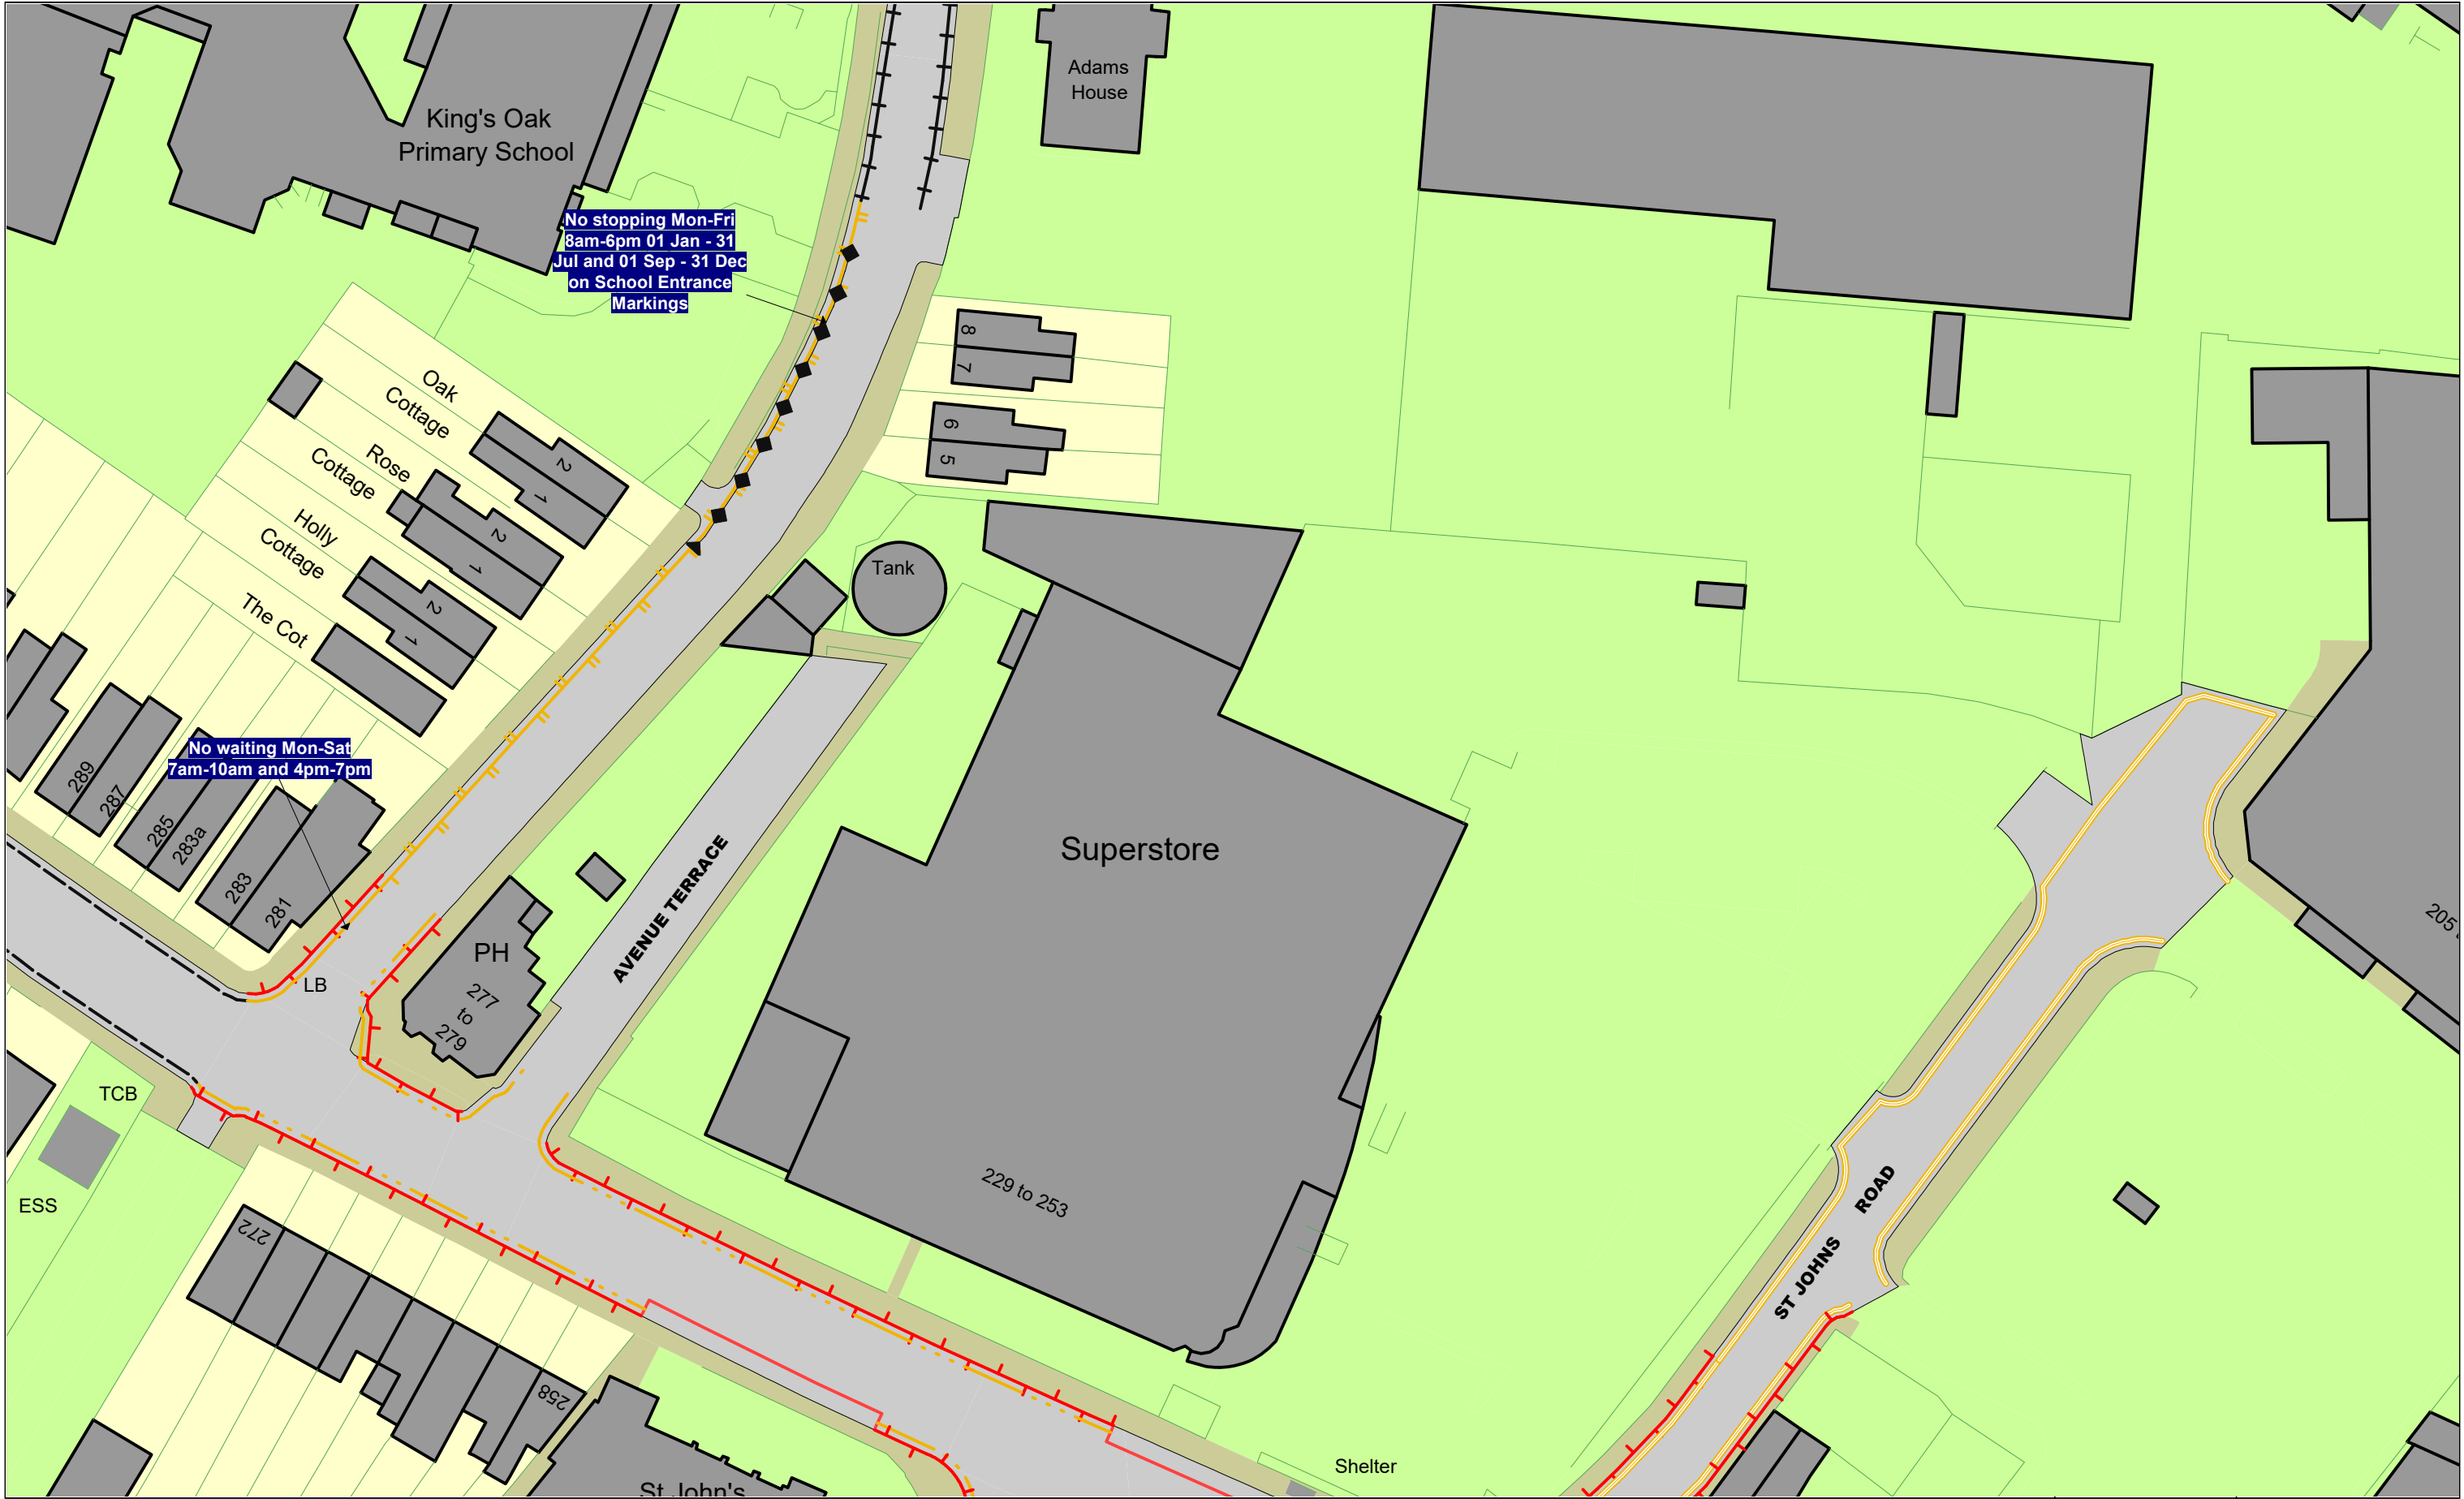 Adams
House
King's Oak
Primary School
No stopping Mon-Fri
8am-6pm 01 Jan - 31
Jul and 01 Sep - 31 Dec
on School Entrance
Markings
8
7
6
5
Oak
Cottage
2
1
Rose
Cottage
2
1
Holly
Cottage
2
1
The Cot
Tank
No waiting Mon-Sat
7am-10am and 4pm-7pm
289
287
285
283a
283
281
Superstore
AVENUE TERRACE
PH
277
to
279
LB
TCB
ESS
229 to 253
ST JOHNS
ROAD
272
258
St John's
Shelter